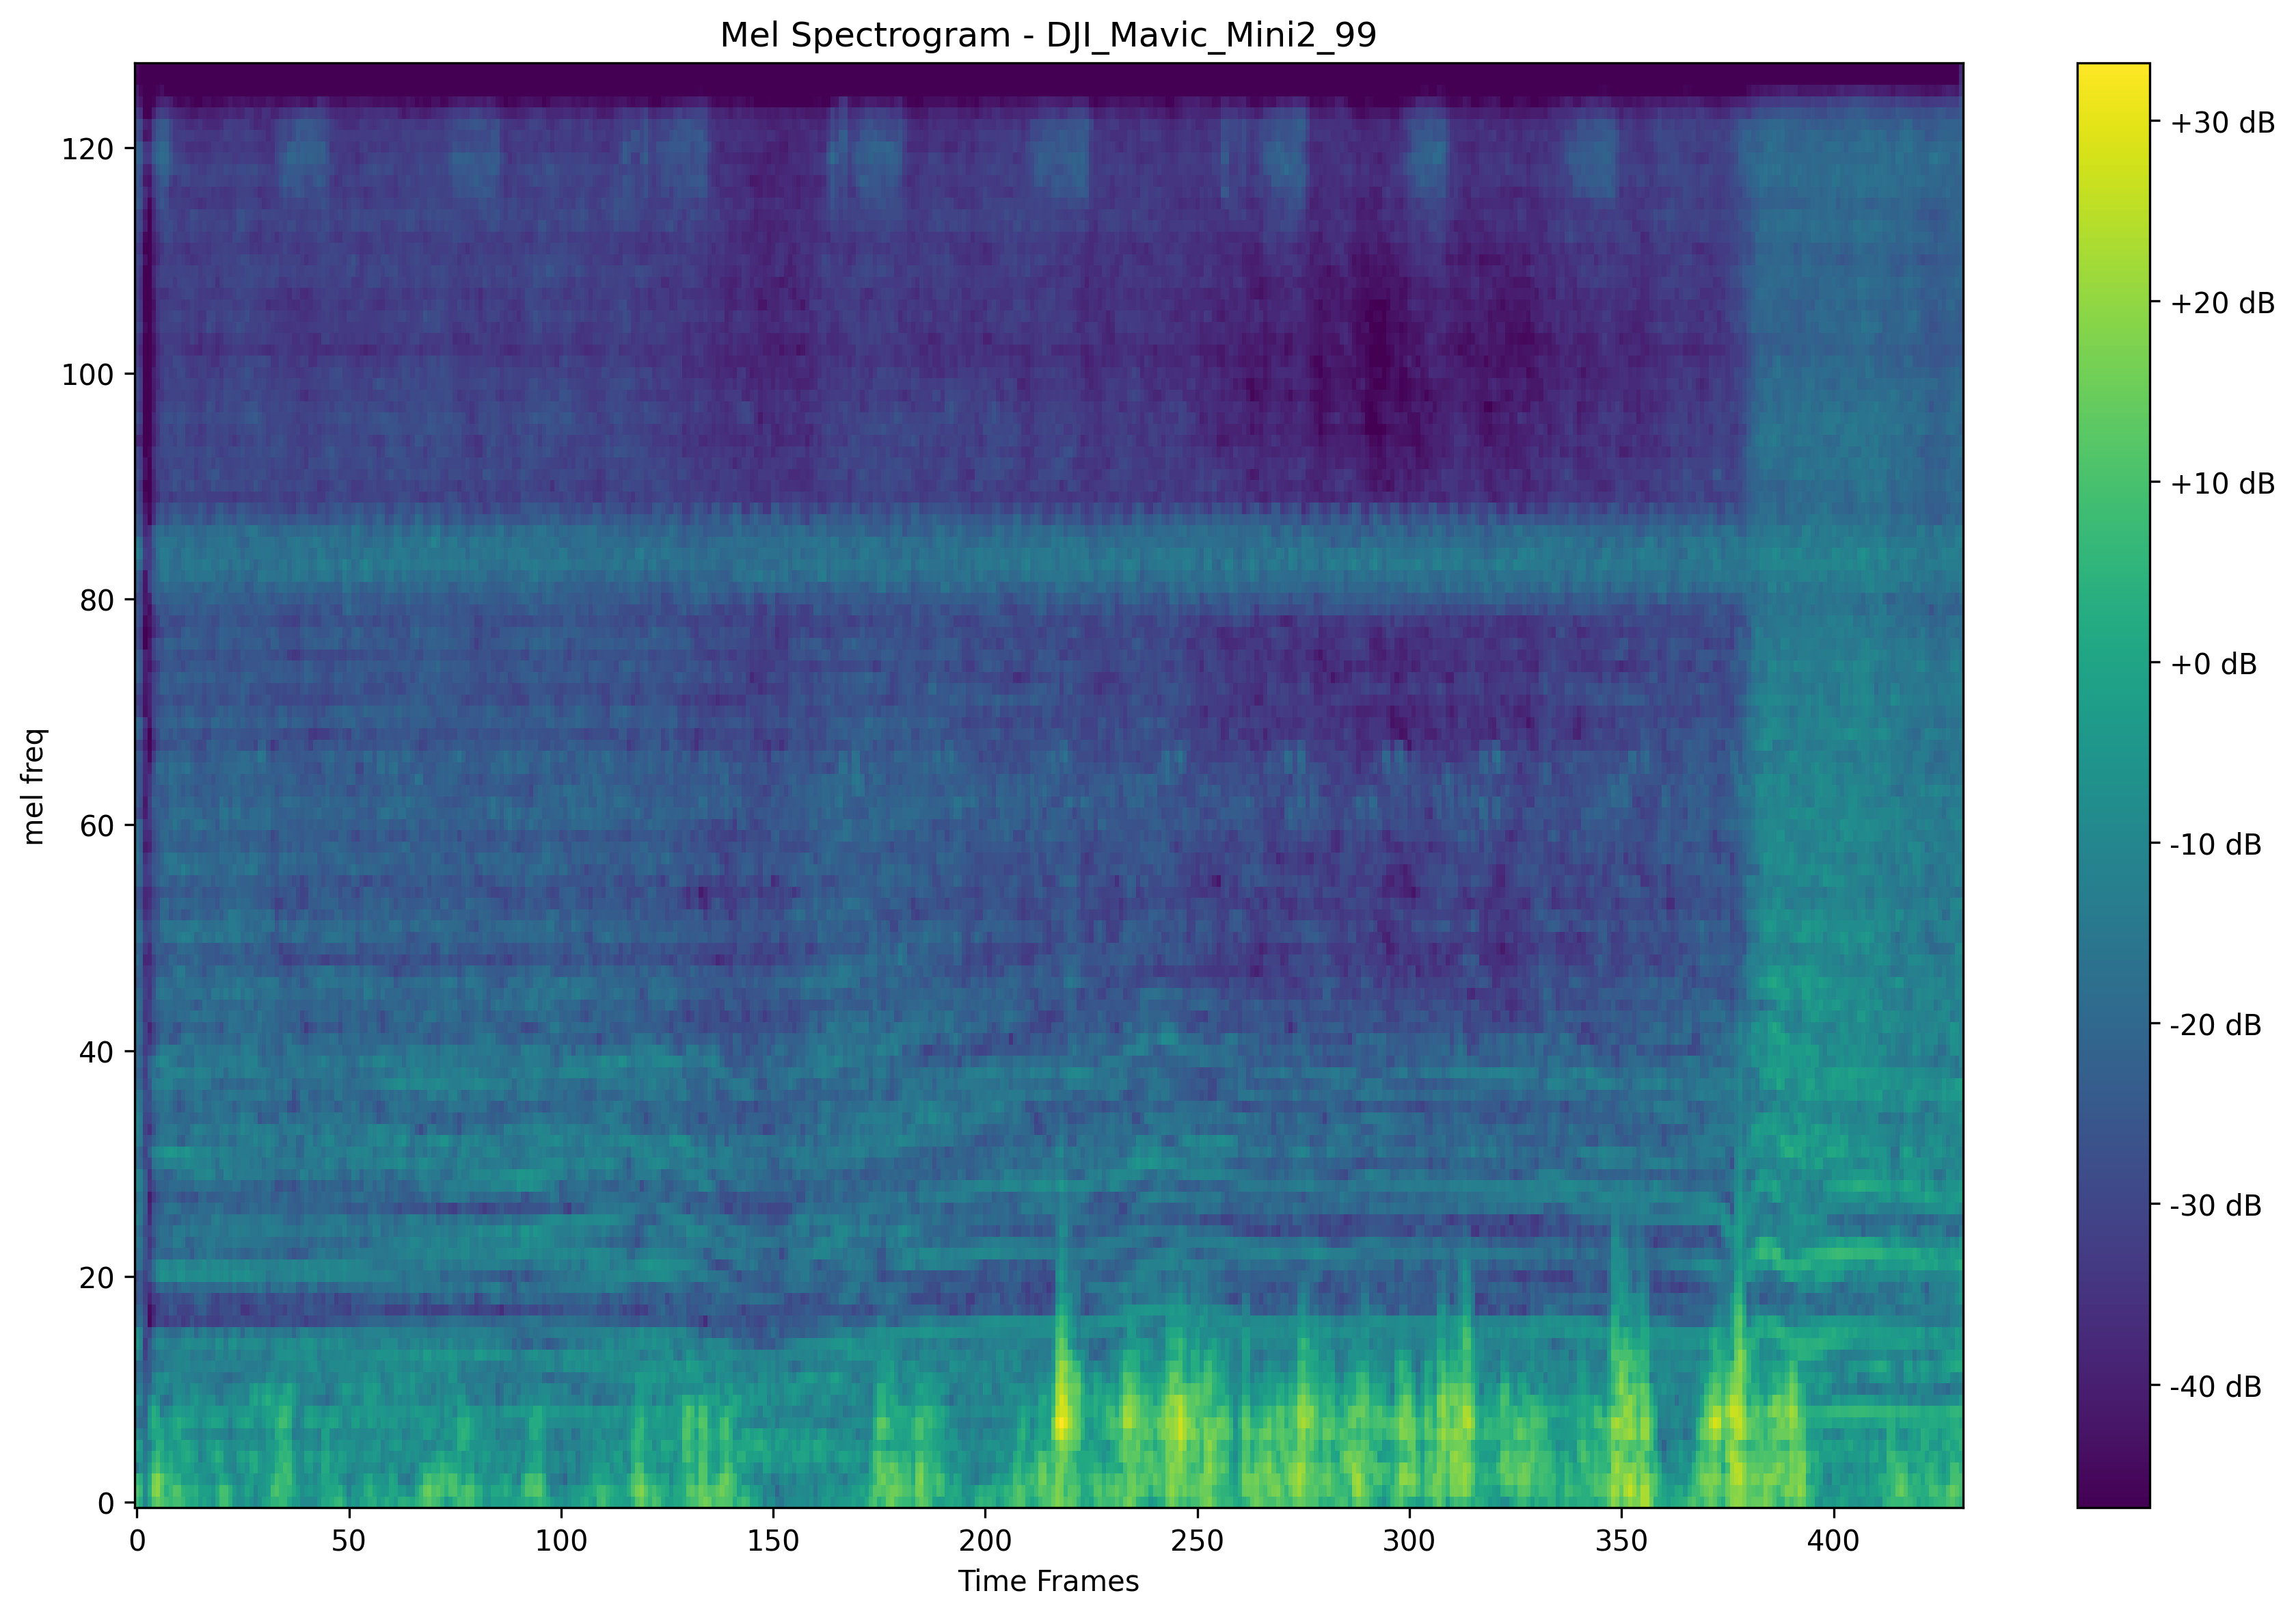 Mel Spectrogram - DJI_Mavic_Mini2_99
mel freq
120
100
80
60
40
20
0
0 50 100 150 200 250 300 350 400
Time Frames
+30 dB
+20 dB
+10 dB
+0 dB
-10 dB
-20 dB
-30 dB
-40 dB